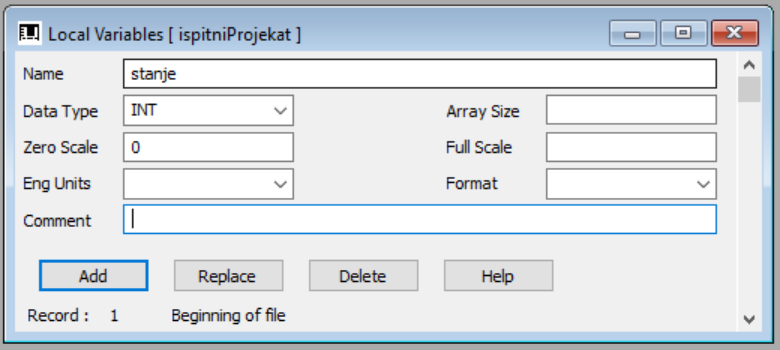 Local Variables [ ispitniProjekat ]
Name stanje
Data Type INT Array Size
Zero Scale 0 Full Scale
Eng Units Format
Comment
Add Replace Delete Help
Record : 1 Beginning of file